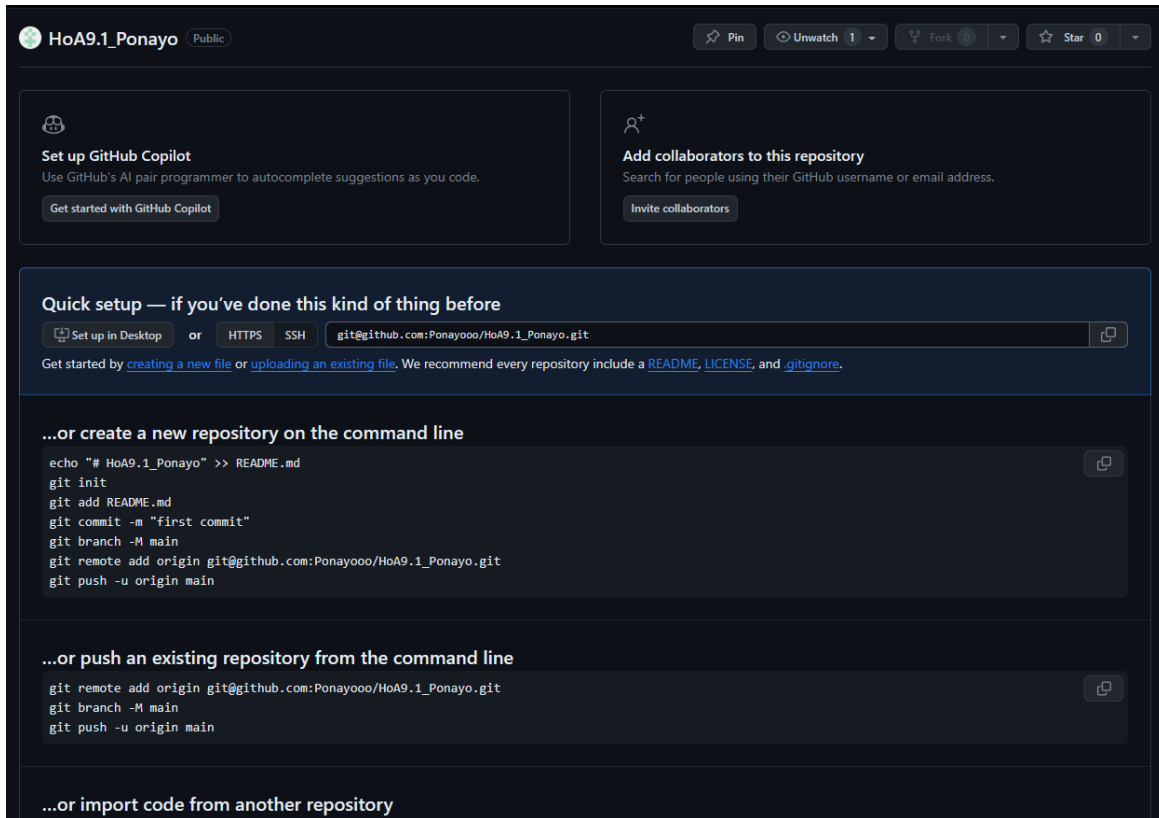 HoA9.1_Ponayo Public
Pin
Unwatch 1
Fork 0
Star 0
Set up GitHub Copilot
Use GitHub's AI pair programmer to autocomplete suggestions as you code.
Get started with GitHub Copilot
Add collaborators to this repository
Search for people using their GitHub username or email address.
Invite collaborators
Quick setup — if you've done this kind of thing before
Set up in Desktop or HTTPS SSH git@github.com:Ponayooo/HoA9.1_Ponayo.git
Get started by creating a new file or uploading an existing file. We recommend every repository include a README, LICENSE, and .gitignore.
…or create a new repository on the command line
echo "# HoA9.1_Ponayo" >> README.md
git init
git add README.md
git commit -m "first commit"
git branch -M main
git remote add origin git@github.com:Ponayooo/HoA9.1_Ponayo.git
git push -u origin main
…or push an existing repository from the command line
git remote add origin git@github.com:Ponayooo/HoA9.1_Ponayo.git
git branch -M main
git push -u origin main
…or import code from another repository